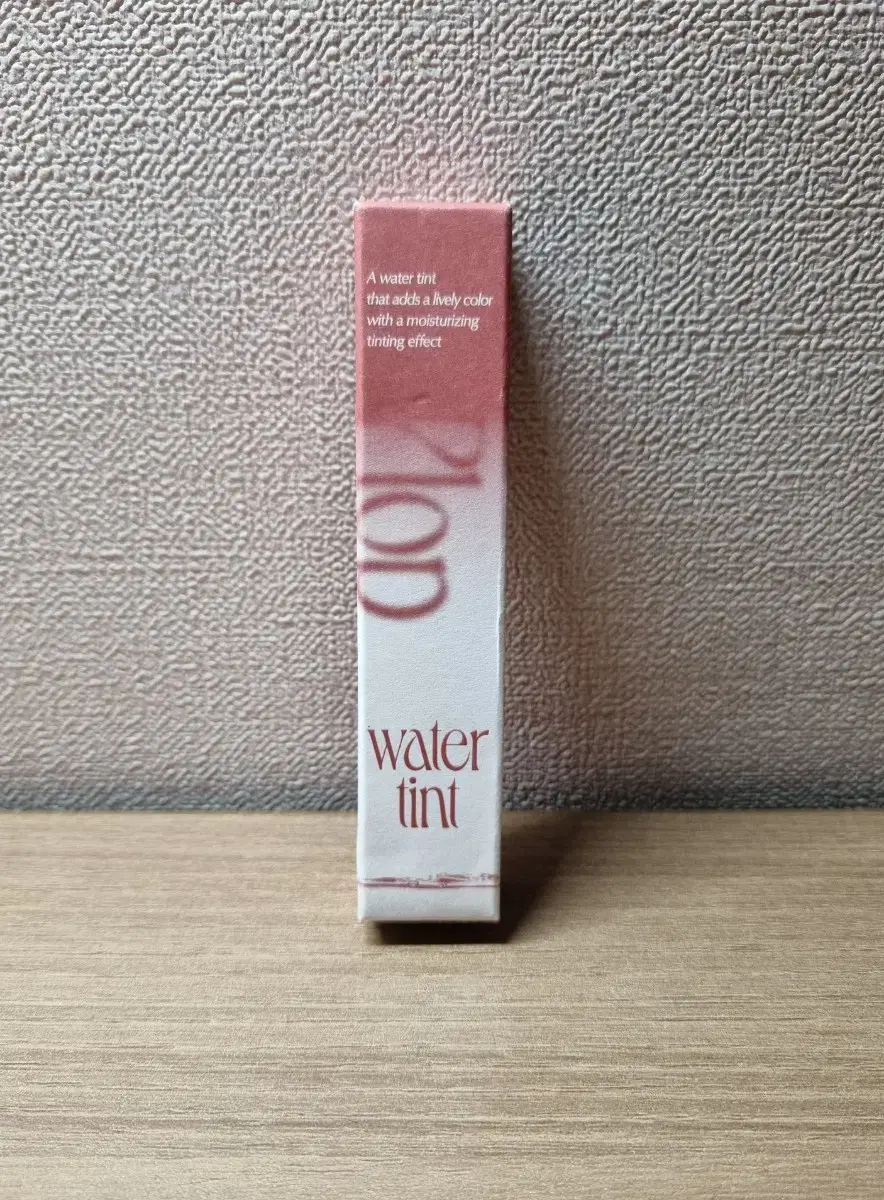 A water tint
that adds a lively color
with a moisturizing
tinting effect
water
tint